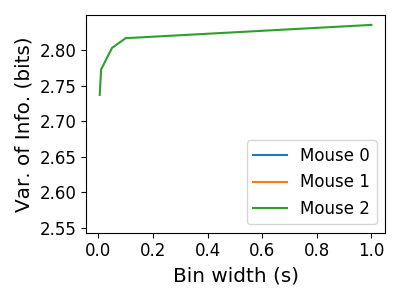 Var. of Info. (bits)
2.80
2.75
2.70
2.65
2.60
2.55
Mouse 0
Mouse 1
Mouse 2
0.0 0.2 0.4 0.6 0.8 1.0
Bin width (s)